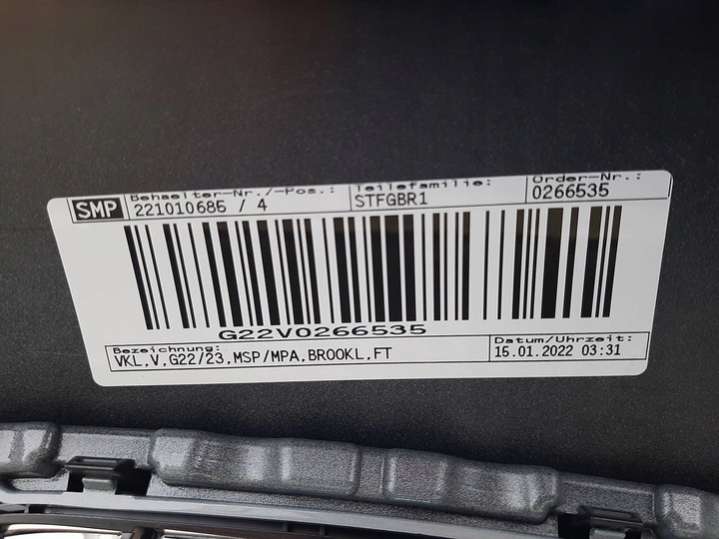 SMP
Behaelter-Nr./-Pos.:
221010685 / 4
Teilefamilie:
STFGBR1
Order-Nr.:
0266535
G22V0266535
Bezeichnung:
VKL,V,G22/23,MSP/MPA,BROOKL,FT
Datum/Uhrzeit:
15.01.2022 03:31